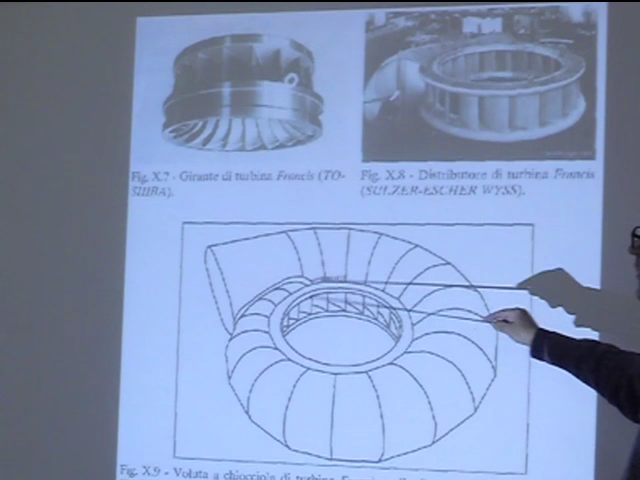 Fig. X.7 - Girante di turbina Francis (TO-
SHIBA).
Fig. X.8 - Distributore di turbina Francis
(SULZER-ESCHER WYSS).
Fig. X.9 - Voluta a chiocciola di turbina